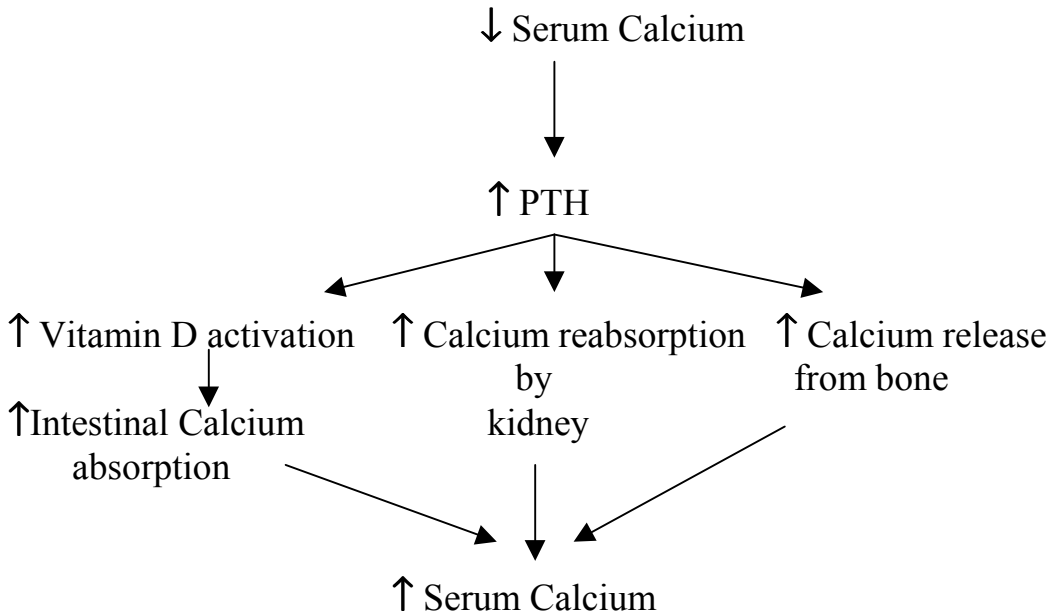 ↓ Serum Calcium
↑ PTH
↑ Vitamin D activation
↑Intestinal Calcium
absorption
↑ Calcium reabsorption
by
kidney
↑ Calcium release
from bone
↑ Serum Calcium